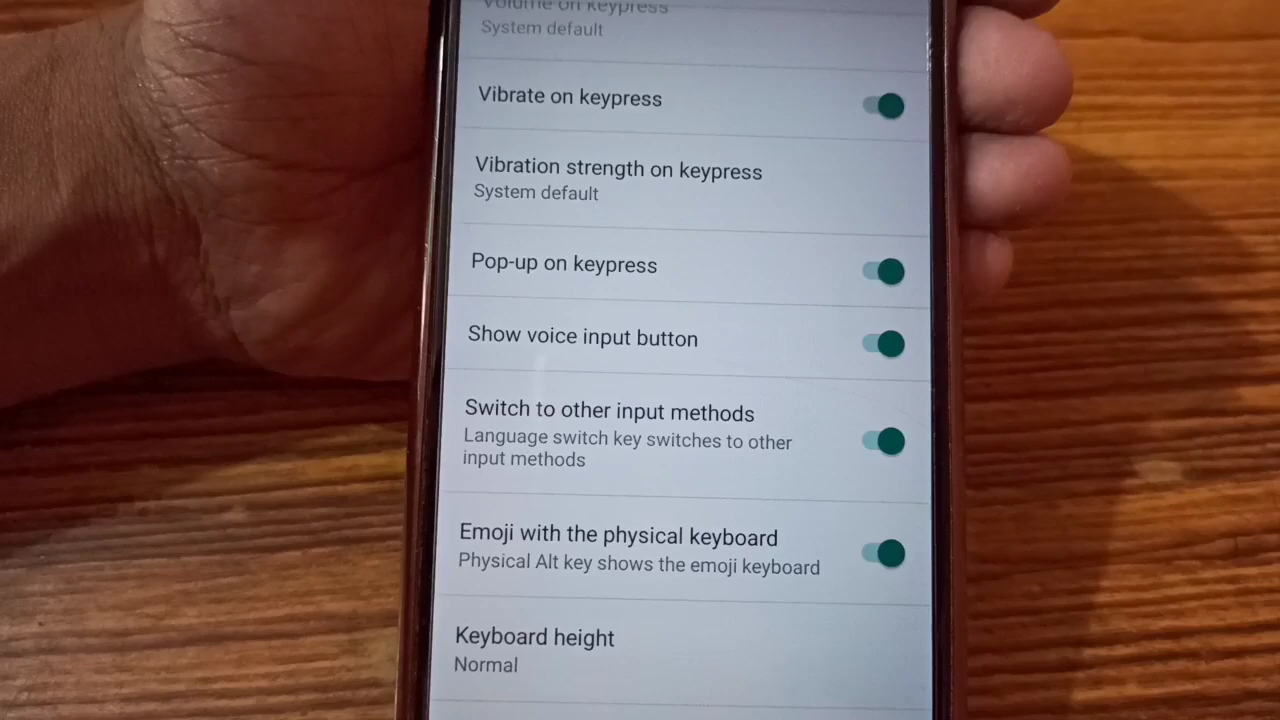 Volume on keypress
System default
Vibrate on keypress
Vibration strength on keypress
System default
Pop-up on keypress
Show voice input button
Switch to other input methods
Language switch key switches to other
input methods
Emoji with the physical keyboard
Physical Alt key shows the emoji keyboard
Keyboard height
Normal